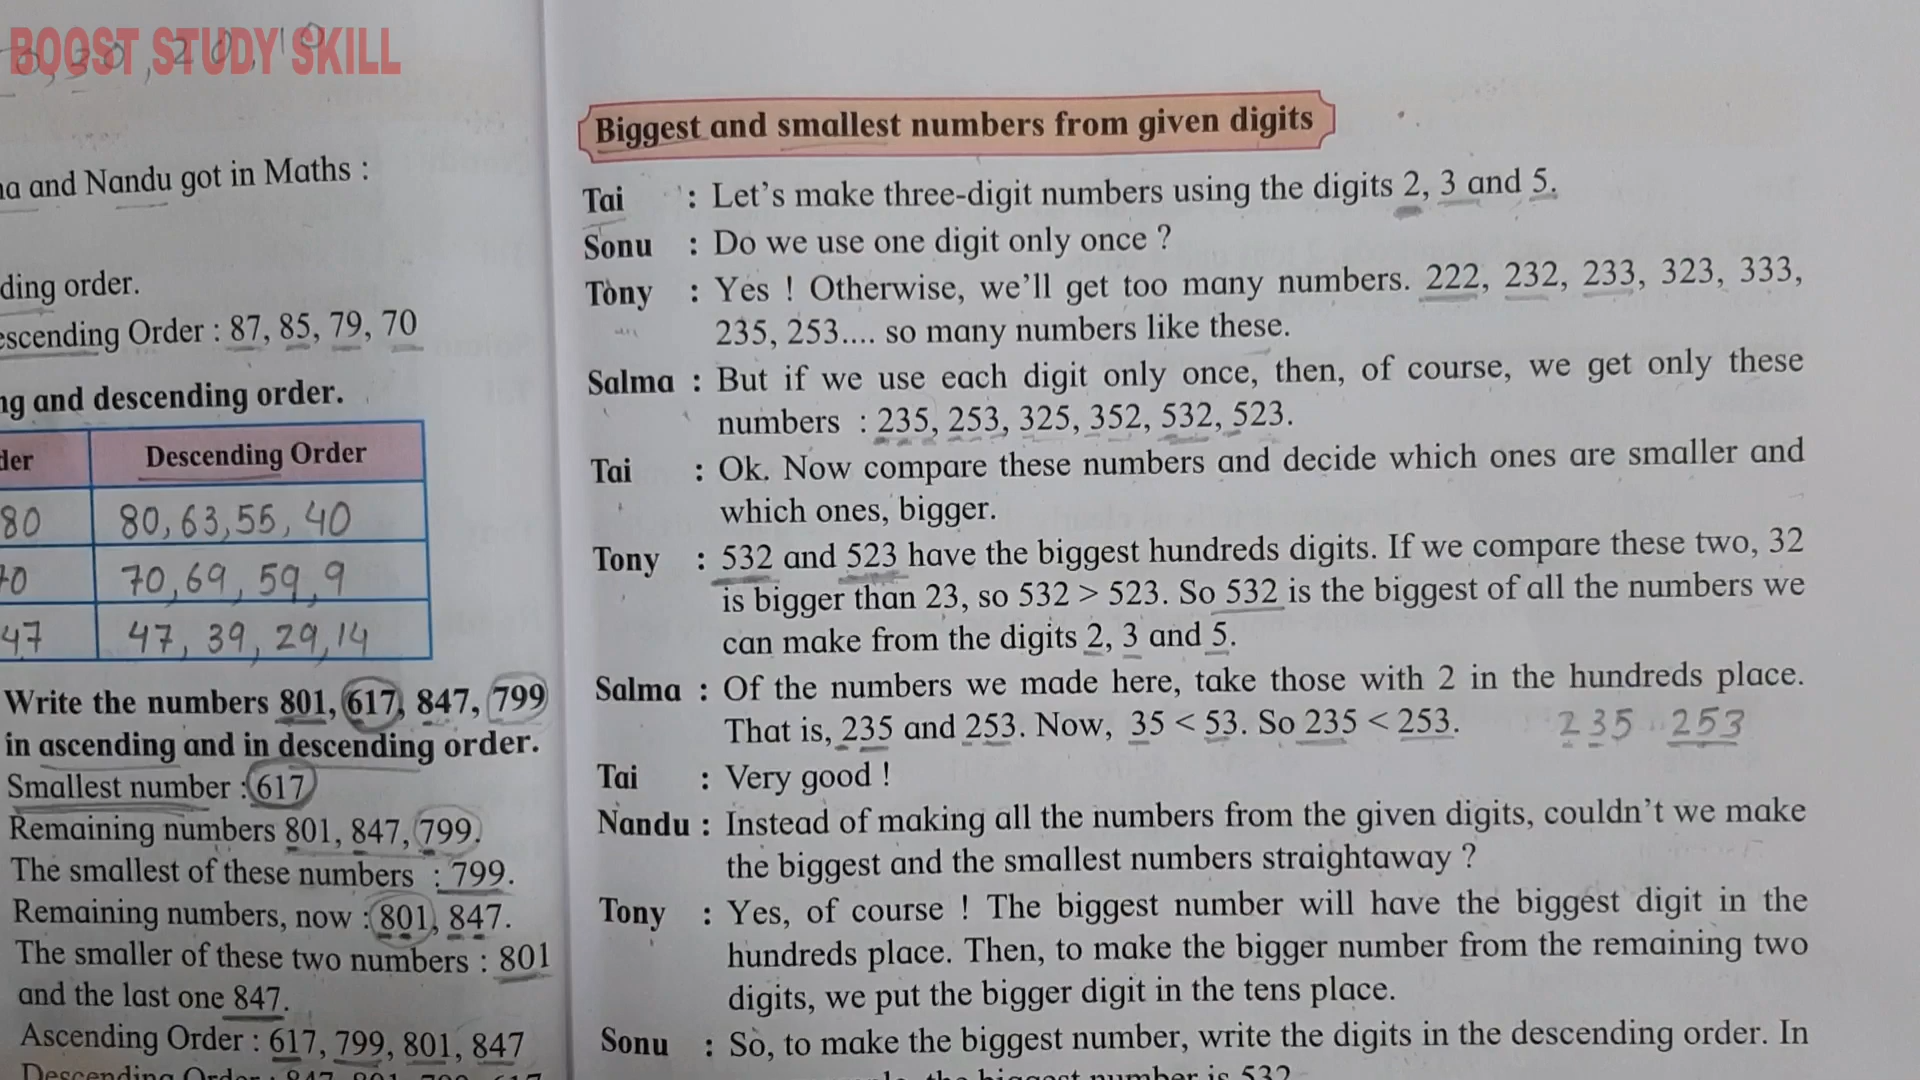 BOOST STUDY SKILL
na and Nandu got in Maths :
ding order.
escending Order : 87, 85, 79, 70
ng and descending order.
der Descending Order
80 80, 63, 55, 40
70 70, 69, 59, 9
47 47, 39, 29, 14
Write the numbers 801, 617, 847, 799
in ascending and in descending order.
Smallest number : 617
Remaining numbers 801, 847, 799.
The smallest of these numbers : 799.
Remaining numbers, now : 801, 847.
The smaller of these two numbers : 801
and the last one 847.
Ascending Order : 617, 799, 801, 847
Descending Order : 847, 801, 799, 617
Biggest and smallest numbers from given digits
Tai : Let's make three-digit numbers using the digits 2, 3 and 5.
Sonu : Do we use one digit only once ?
Tony : Yes ! Otherwise, we'll get too many numbers. 222, 232, 233, 323, 333,
235, 253.... so many numbers like these.
Salma : But if we use each digit only once, then, of course, we get only these
numbers : 235, 253, 325, 352, 532, 523.
Tai : Ok. Now compare these numbers and decide which ones are smaller and
which ones, bigger.
Tony : 532 and 523 have the biggest hundreds digits. If we compare these two, 32
is bigger than 23, so 532 > 523. So 532 is the biggest of all the numbers we
can make from the digits 2, 3 and 5.
Salma : Of the numbers we made here, take those with 2 in the hundreds place.
That is, 235 and 253. Now, 35 < 53. So 235 < 253. 235 253
Tai : Very good !
Nandu : Instead of making all the numbers from the given digits, couldn't we make
the biggest and the smallest numbers straightaway ?
Tony : Yes, of course ! The biggest number will have the biggest digit in the
hundreds place. Then, to make the bigger number from the remaining two
digits, we put the bigger digit in the tens place.
Sonu : So, to make the biggest number, write the digits in the descending order. In
the biggest number is 532